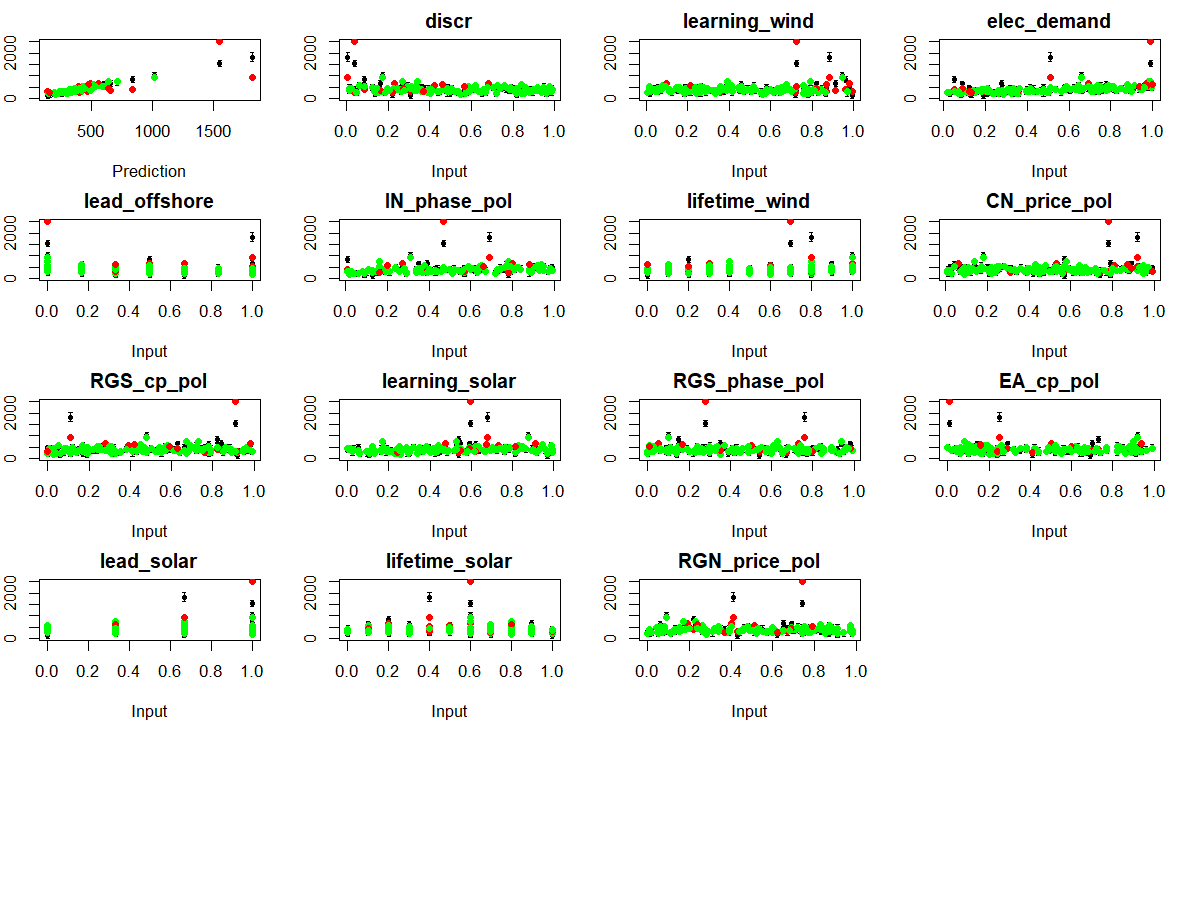 discr learning_wind elec_demand
0 2000 0 2000 0 2000 0 2000
500 1000 1500 0.0 0.2 0.4 0.6 0.8 1.0 0.0 0.2 0.4 0.6 0.8 1.0 0.0 0.2 0.4 0.6 0.8 1.0
Prediction Input Input Input
lead_offshore IN_phase_pol lifetime_wind CN_price_pol
0 2000 0 2000 0 2000 0 2000
0.0 0.2 0.4 0.6 0.8 1.0 0.0 0.2 0.4 0.6 0.8 1.0 0.0 0.2 0.4 0.6 0.8 1.0 0.0 0.2 0.4 0.6 0.8 1.0
Input Input Input Input
RGS_cp_pol learning_solar RGS_phase_pol EA_cp_pol
0 2000 0 2000 0 2000 0 2000
0.0 0.2 0.4 0.6 0.8 1.0 0.0 0.2 0.4 0.6 0.8 1.0 0.0 0.2 0.4 0.6 0.8 1.0 0.0 0.2 0.4 0.6 0.8 1.0
Input Input Input Input
lead_solar lifetime_solar RGN_price_pol
0 2000 0 2000 0 2000
0.0 0.2 0.4 0.6 0.8 1.0 0.0 0.2 0.4 0.6 0.8 1.0 0.0 0.2 0.4 0.6 0.8 1.0
Input Input Input